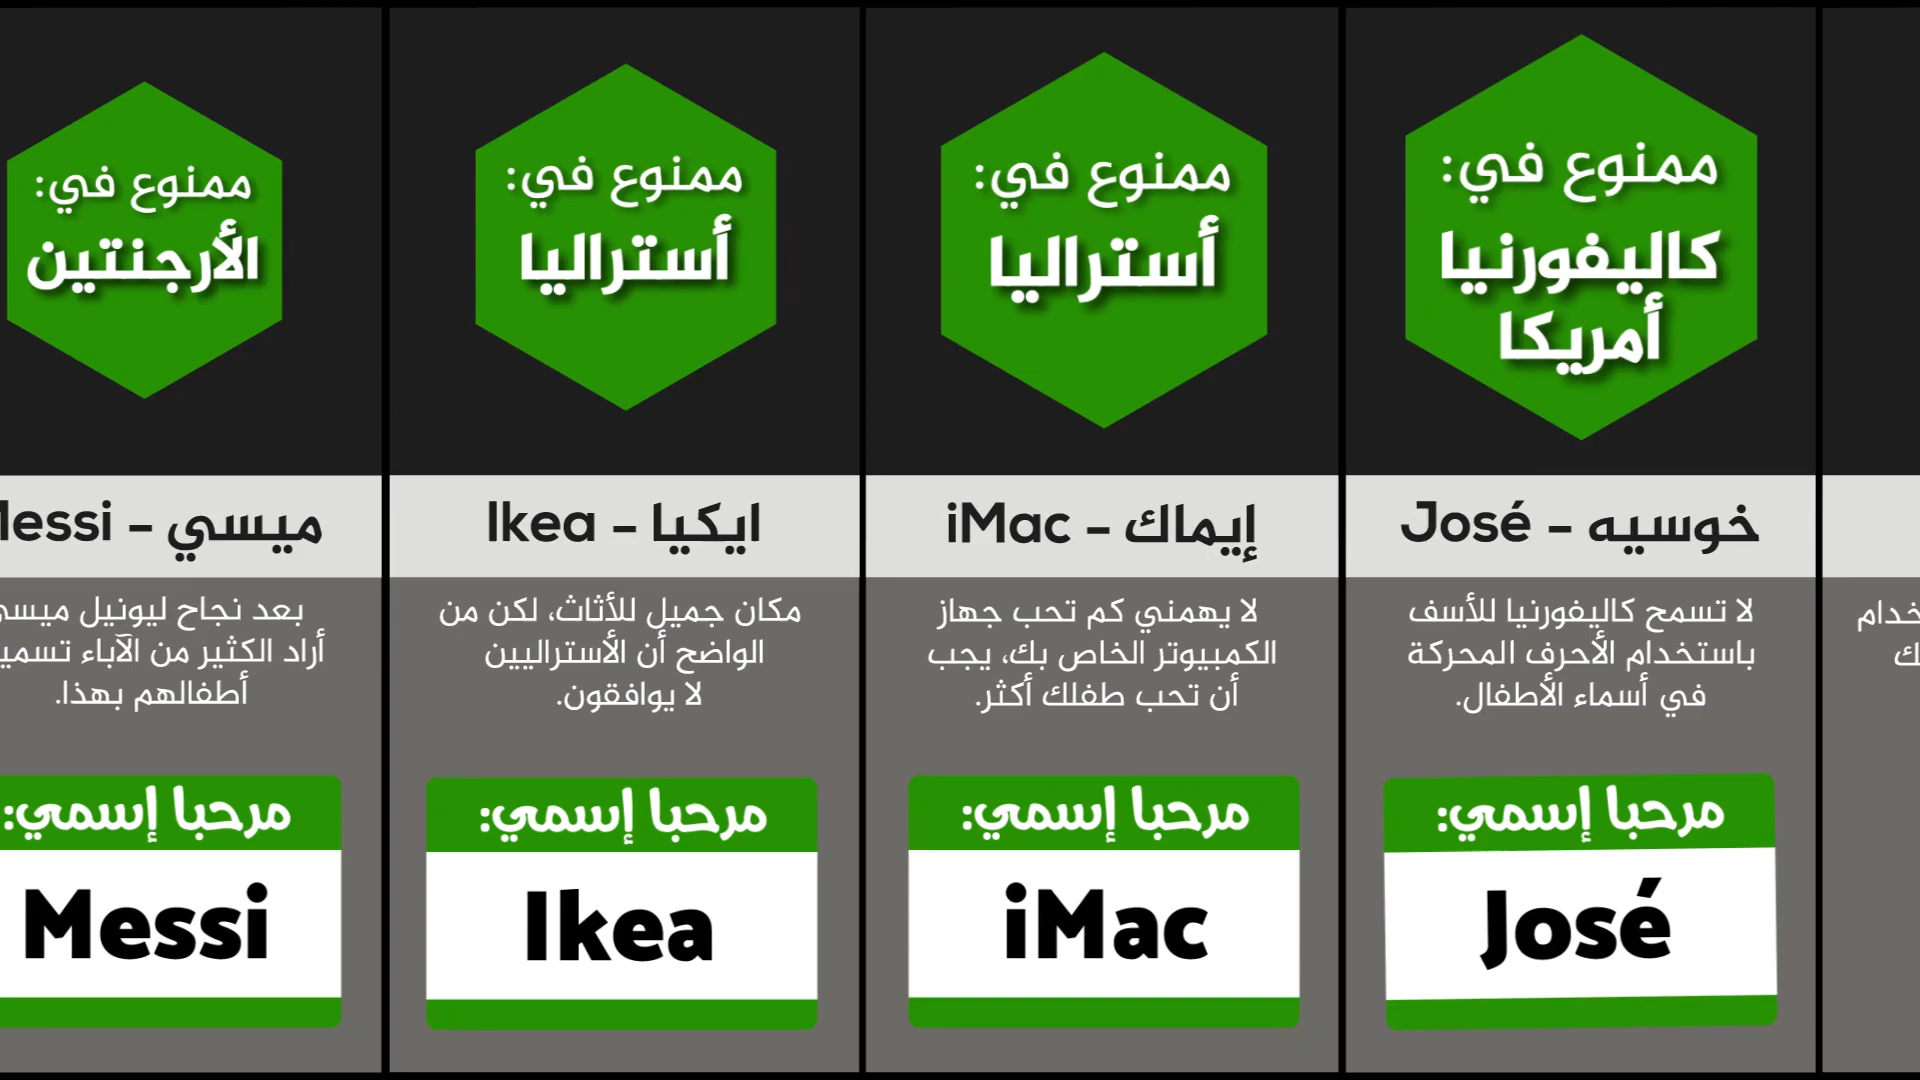 ممنوع في:
الأرجنتين
ميسي – Messi
بعد نجاح ليونيل ميسي
أراد الكثير من الآباء
أطفالهم بهذا.
مرحبا إسمي:
Messi
ممنوع في:
أستراليا
ايكيا – Ikea
مكان جميل للأثاث، لكن من
الواضح أن الأستراليين
لا يوافقون.
مرحبا إسمي:
Ikea
ممنوع في:
أستراليا
إيماك – iMac
لا يهمني كم تحب جهاز
الكمبيوتر الخاص بك، يجب
أن تحب طفلك أكثر.
مرحبا إسمي:
iMac
ممنوع في:
كاليفورنيا
أمريكا
خوسيه – José
لا تسمح كاليفورنيا للأسف
باستخدام الأحرف المحركة
في أسماء الأطفال.
مرحبا إسمي:
José